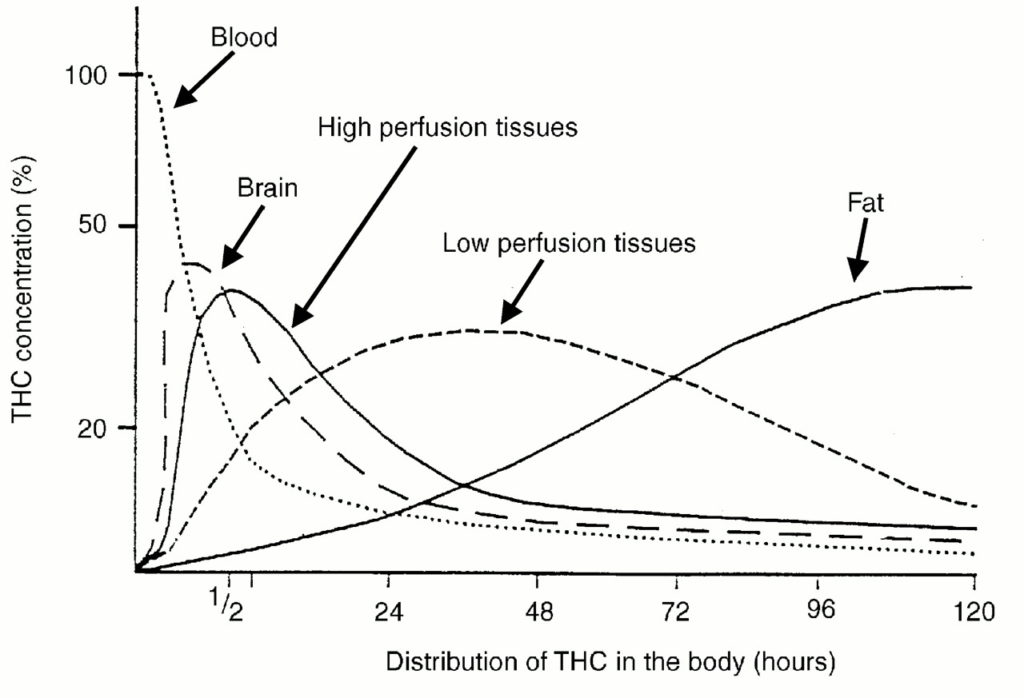 Blood
100
High perfusion tissues
Brain
Fat
50
Low perfusion tissues
THC concentration (%)
20
1/2
24
48
72
96
120
Distribution of THC in the body (hours)